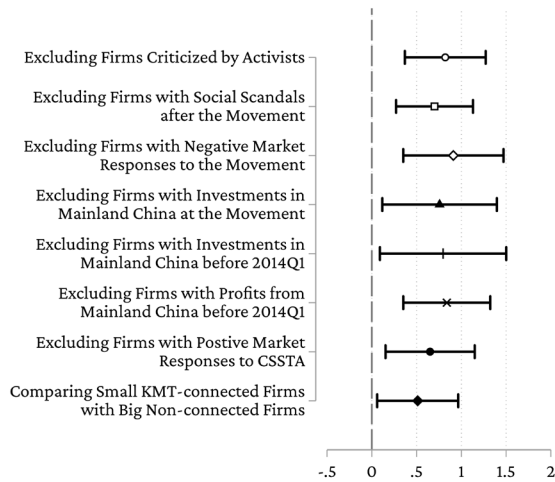 Excluding Firms Criticized by Activists
Excluding Firms with Social Scandals
after the Movement
Excluding Firms with Negative Market
Responses to the Movement
Excluding Firms with Investments in
Mainland China at the Movement
Excluding Firms with Investments in
Mainland China before 2014Q1
Excluding Firms with Profits from
Mainland China before 2014Q1
Excluding Firms with Postive Market
Responses to CSSTA
Comparing Small KMT-connected Firms
with Big Non-connected Firms
-.5 0 .5 1 1.5 2